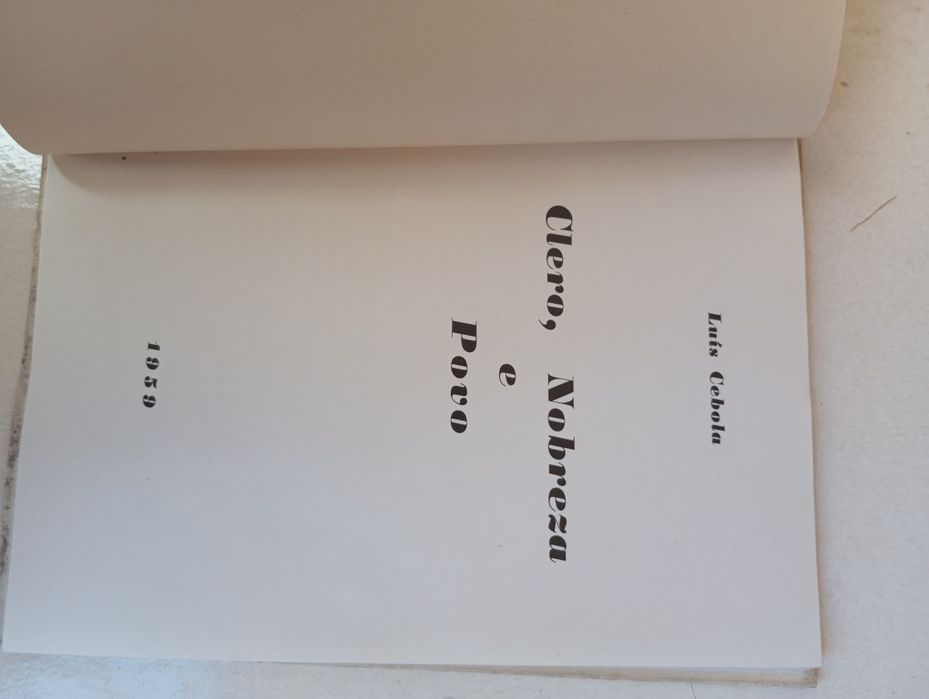 Luís Cebola
Clero, Nobreza
e
Povo
1959